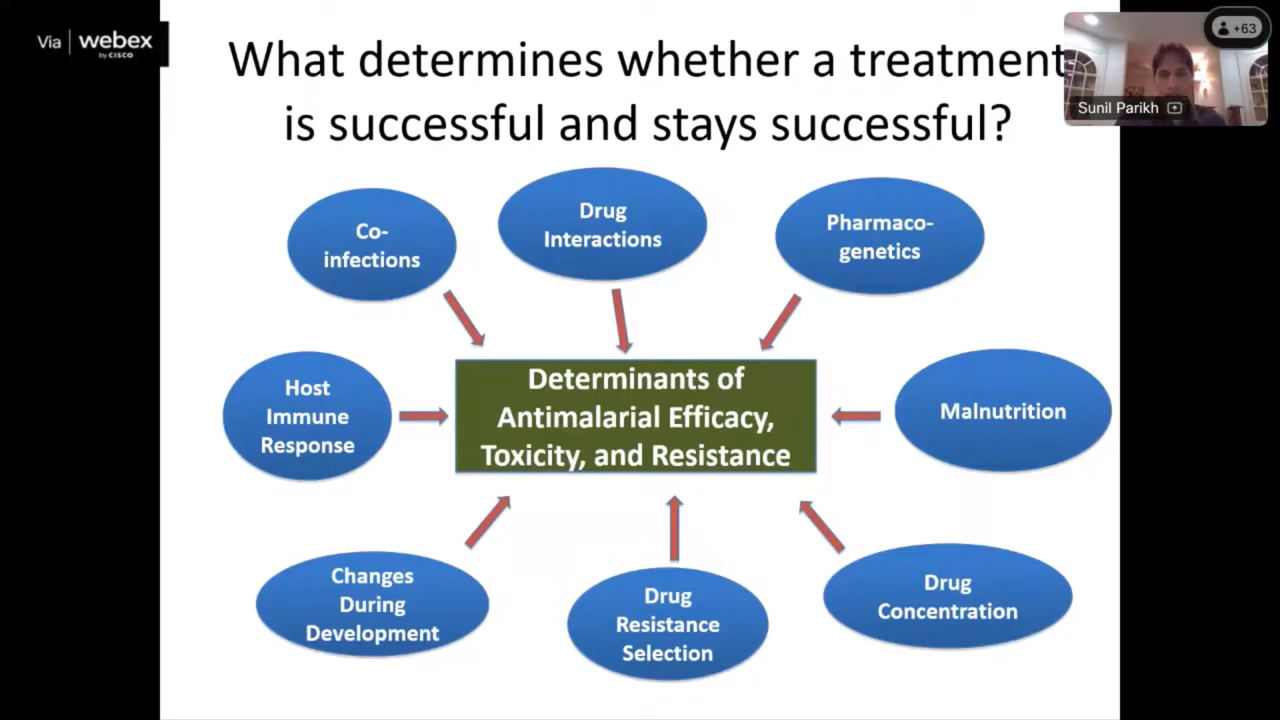 Via webex
by CISCO
+63
Sunil Parikh
What determines whether a treatment
is successful and stays successful?
Co-
infections
Drug
Interactions
Pharmaco-
genetics
Host
Immune
Response
Determinants of
Antimalarial Efficacy,
Toxicity, and Resistance
Malnutrition
Changes
During
Development
Drug
Resistance
Selection
Drug
Concentration